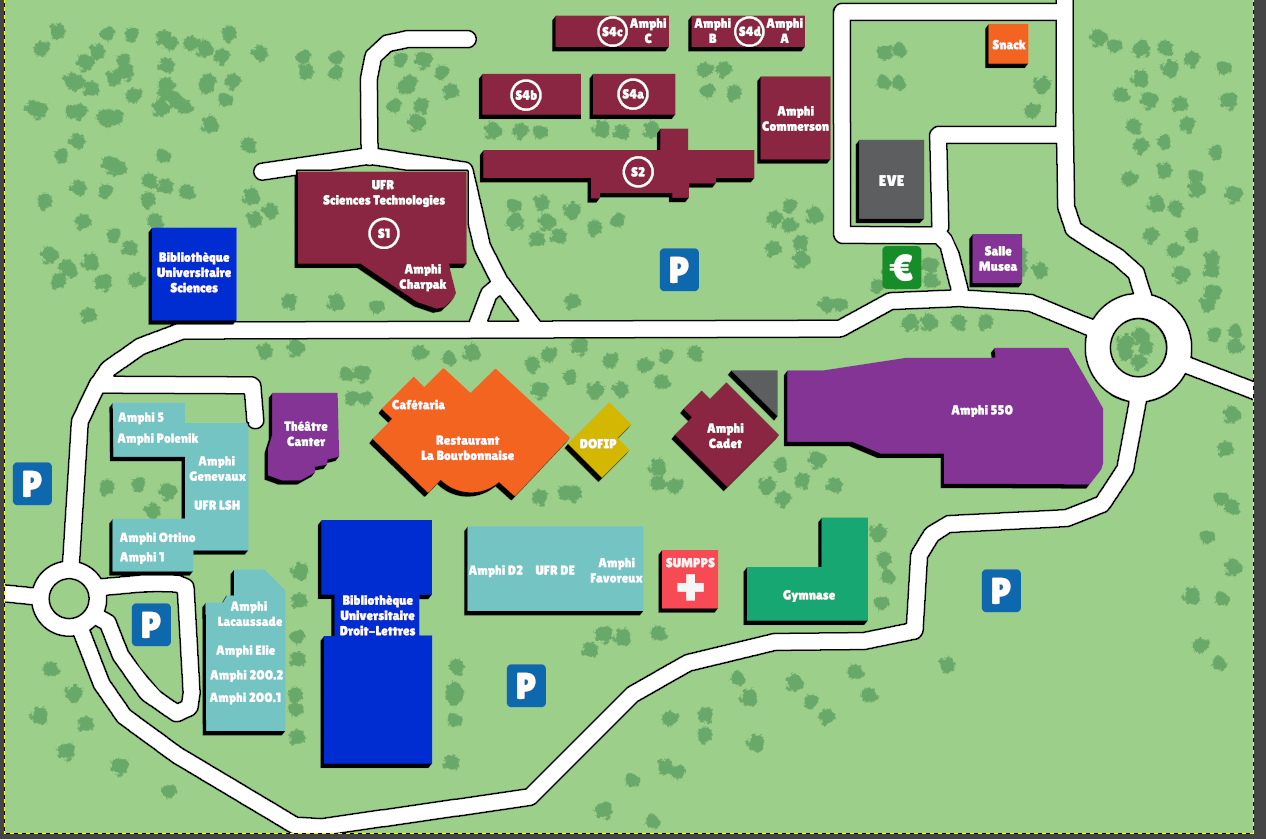 S4c
Amphi
C
Amphi
B
S4d
Amphi
A
Snack
S4b
S4a
Amphi
Commerson
S2
EVE
UFR
Sciences Technologies
S1
Amphi
Charpak
Bibliothèque
Universitaire
Sciences
P
€
Salle
Musea
Amphi 5
Amphi Polenik
Amphi
Genevaux
UFR LSH
Amphi Ottino
Amphi 1
Théâtre
Canter
Cafétaria
Restaurant
La Bourbonnaise
DOFIP
Amphi
Cadet
Amphi 550
P
P
Amphi
Lacaussade
Amphi Elie
Amphi 200.2
Amphi 200.1
Bibliothèque
Universitaire
Droit-Lettres
Amphi D2
UFR DE
Amphi
Favoreux
SUMPPS
Gymnase
P
P